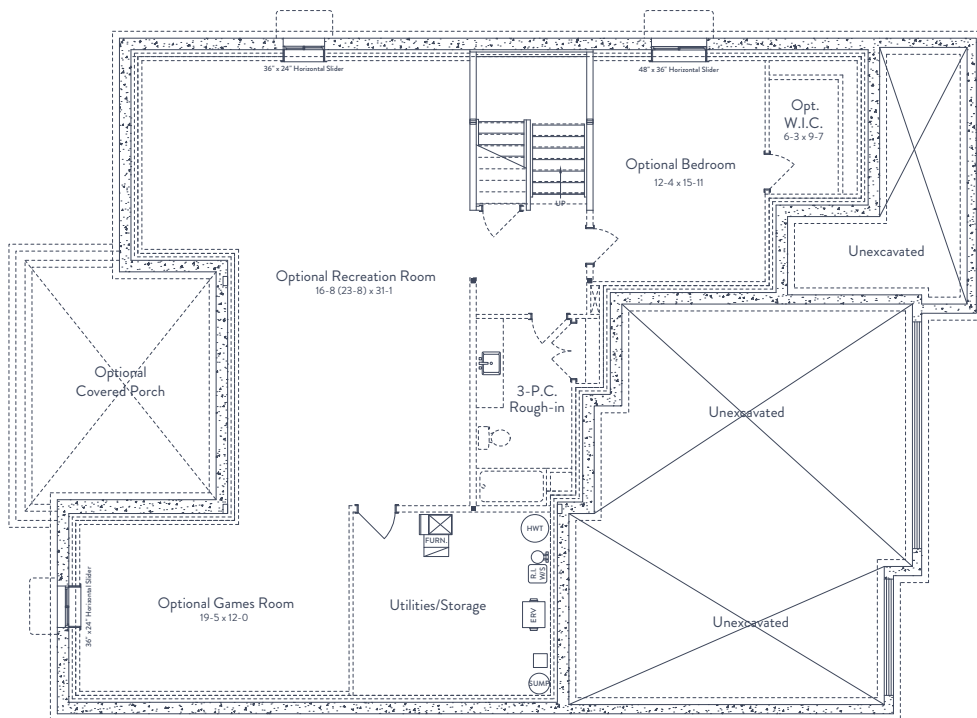 36" x 24" Horizontal Slider
48" x 36" Horizontal Slider
Opt.
W.I.C.
6-3 x 9-7
Optional Bedroom
12-4 x 15-11
UP
Unexcavated
Optional Recreation Room
16-8 (23-8) x 31-1
Optional
Covered Porch
3-P.C.
Rough-in
Unexcavated
HWT
FURN.
R.I.
W/S
36" x 24" Horizontal Slider
Optional Games Room
19-5 x 12-0
Utilities/Storage
ERV
Unexcavated
SUMP